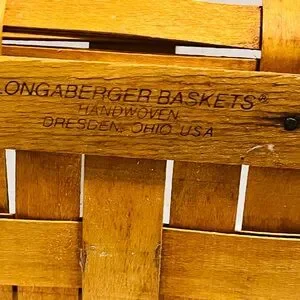 LONGABERGER BASKETS®
HANDWOVEN
DRESDEN, OHIO USA